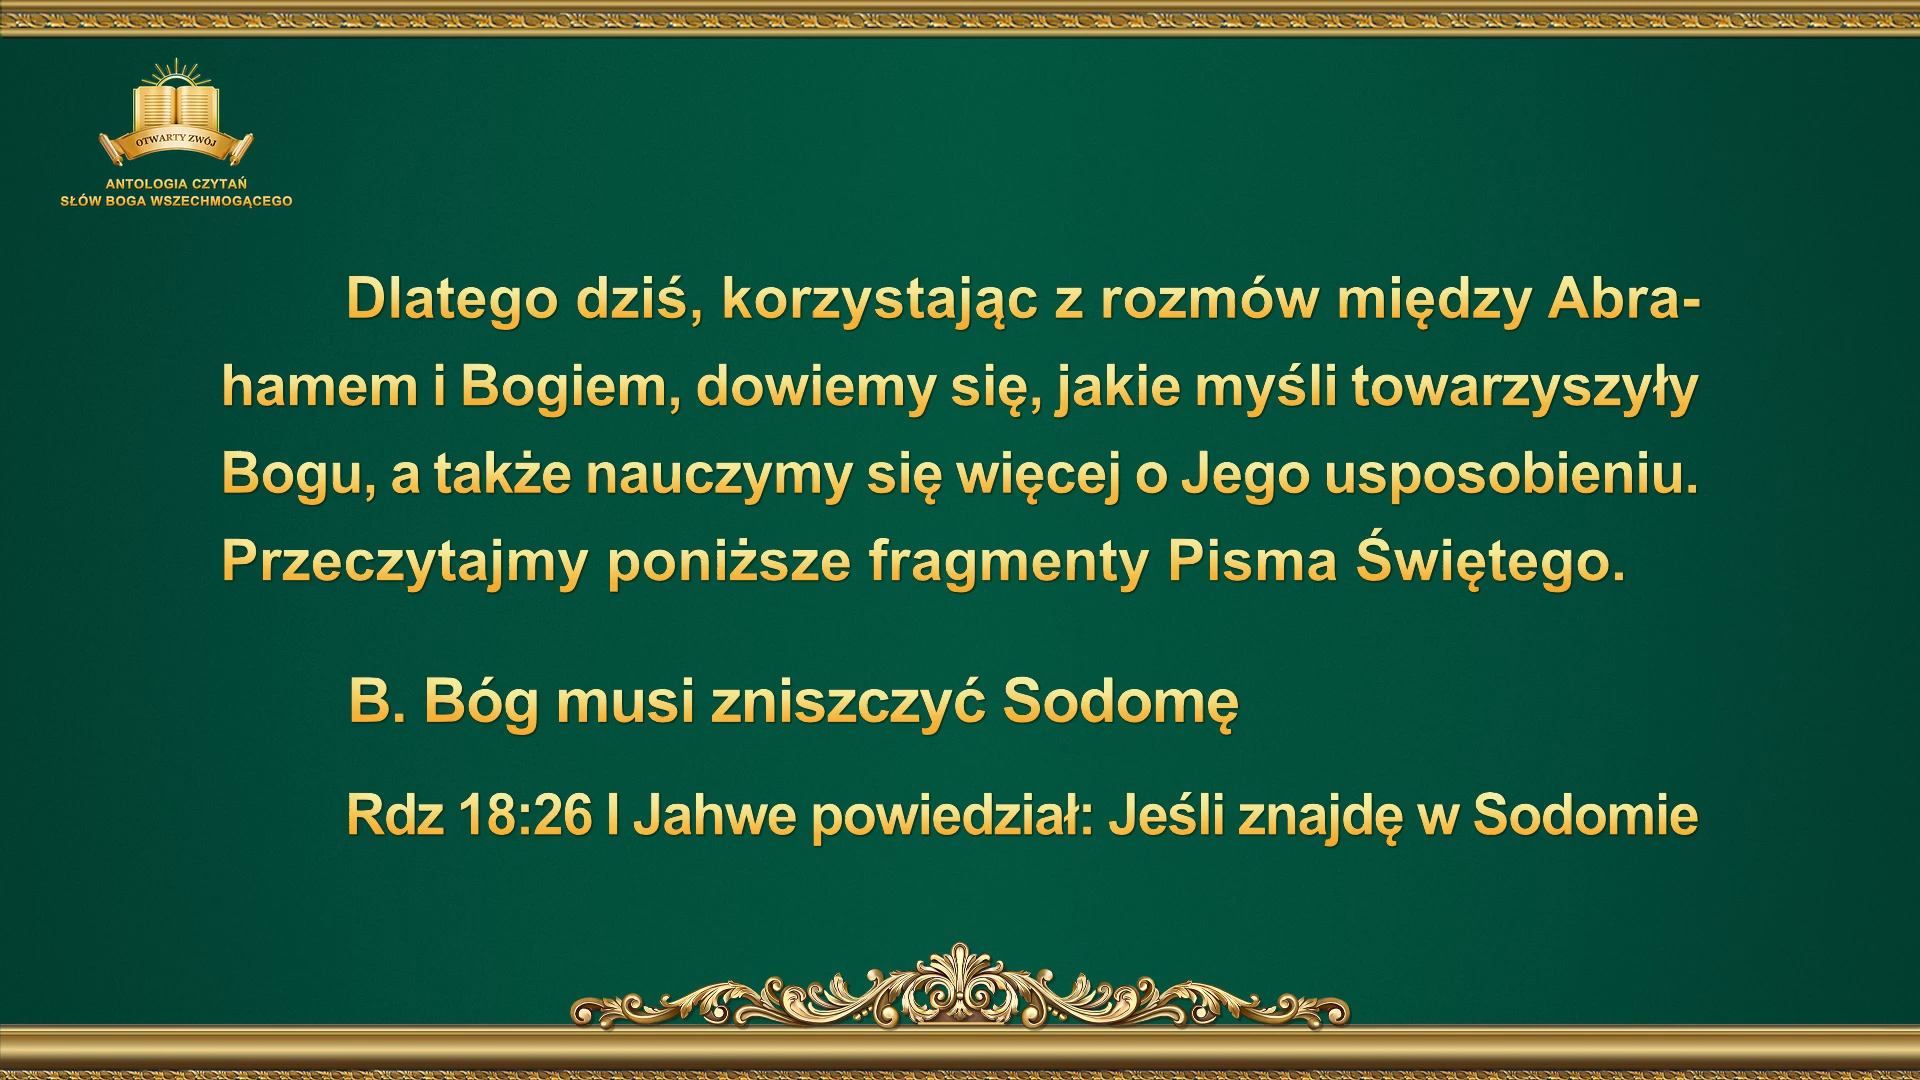 OTWARTY ZWÓJ
ANTOLOGIA CZYTAŃ
SŁÓW BOGA WSZECHMOGĄCEGO
Dlatego dziś, korzystając z rozmów między Abra-
hamem i Bogiem, dowiemy się, jakie myśli towarzyszyły
Bogu, a także nauczymy się więcej o Jego usposobieniu.
Przeczytajmy poniższe fragmenty Pisma Świętego.
B. Bóg musi zniszczyć Sodomę
Rdz 18:26 I Jahwe powiedział: Jeśli znajdę w Sodomie